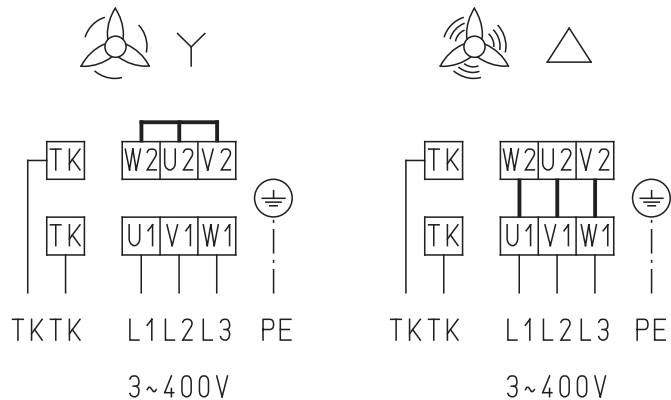 TK W2 U2 V2 TK W2 U2 V2
TK U1 V1 W1 TK U1 V1 W1
TK TK L1 L2 L3 PE TK TK L1 L2 L3 PE
3~400V 3~400V